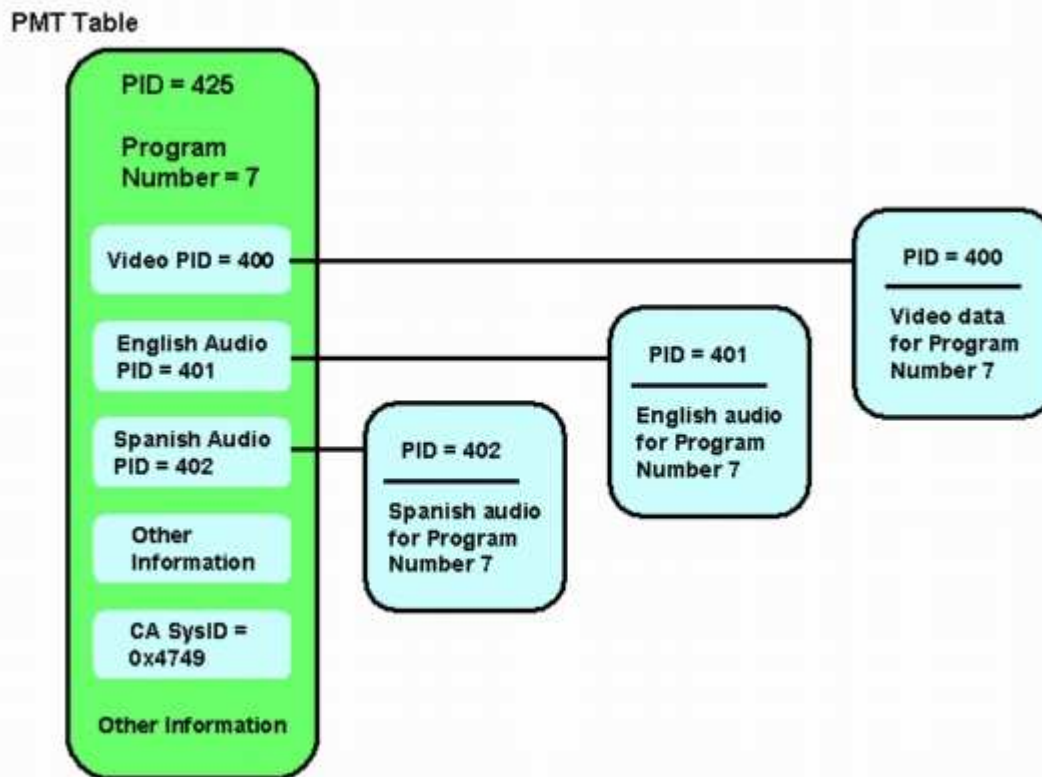 PMT Table
PID = 425
Program
Number = 7
Video PID = 400
English Audio
PID = 401
Spanish Audio
PID = 402
Other
Information
CA SysID =
0x4749
Other Information
PID = 402
Spanish audio
for Program
Number 7
PID = 401
English audio
for Program
Number 7
PID = 400
Video data
for Program
Number 7